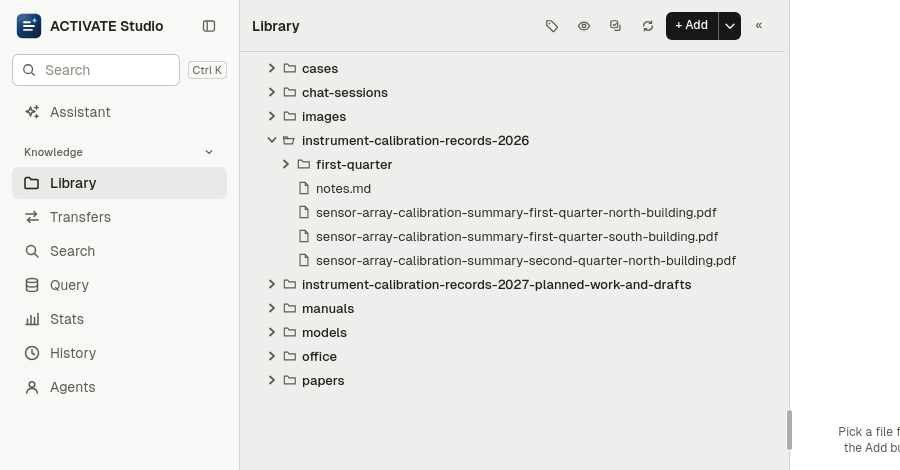 ACTIVATE Studio
Search
Ctrl K
Assistant
Knowledge
Library
Transfers
Search
Query
Stats
History
Agents
Library
+ Add
«
cases
chat-sessions
images
instrument-calibration-records-2026
first-quarter
notes.md
sensor-array-calibration-summary-first-quarter-north-building.pdf
sensor-array-calibration-summary-first-quarter-south-building.pdf
sensor-array-calibration-summary-second-quarter-north-building.pdf
instrument-calibration-records-2027-planned-work-and-drafts
manuals
models
office
papers
Pick a file f
the Add bu